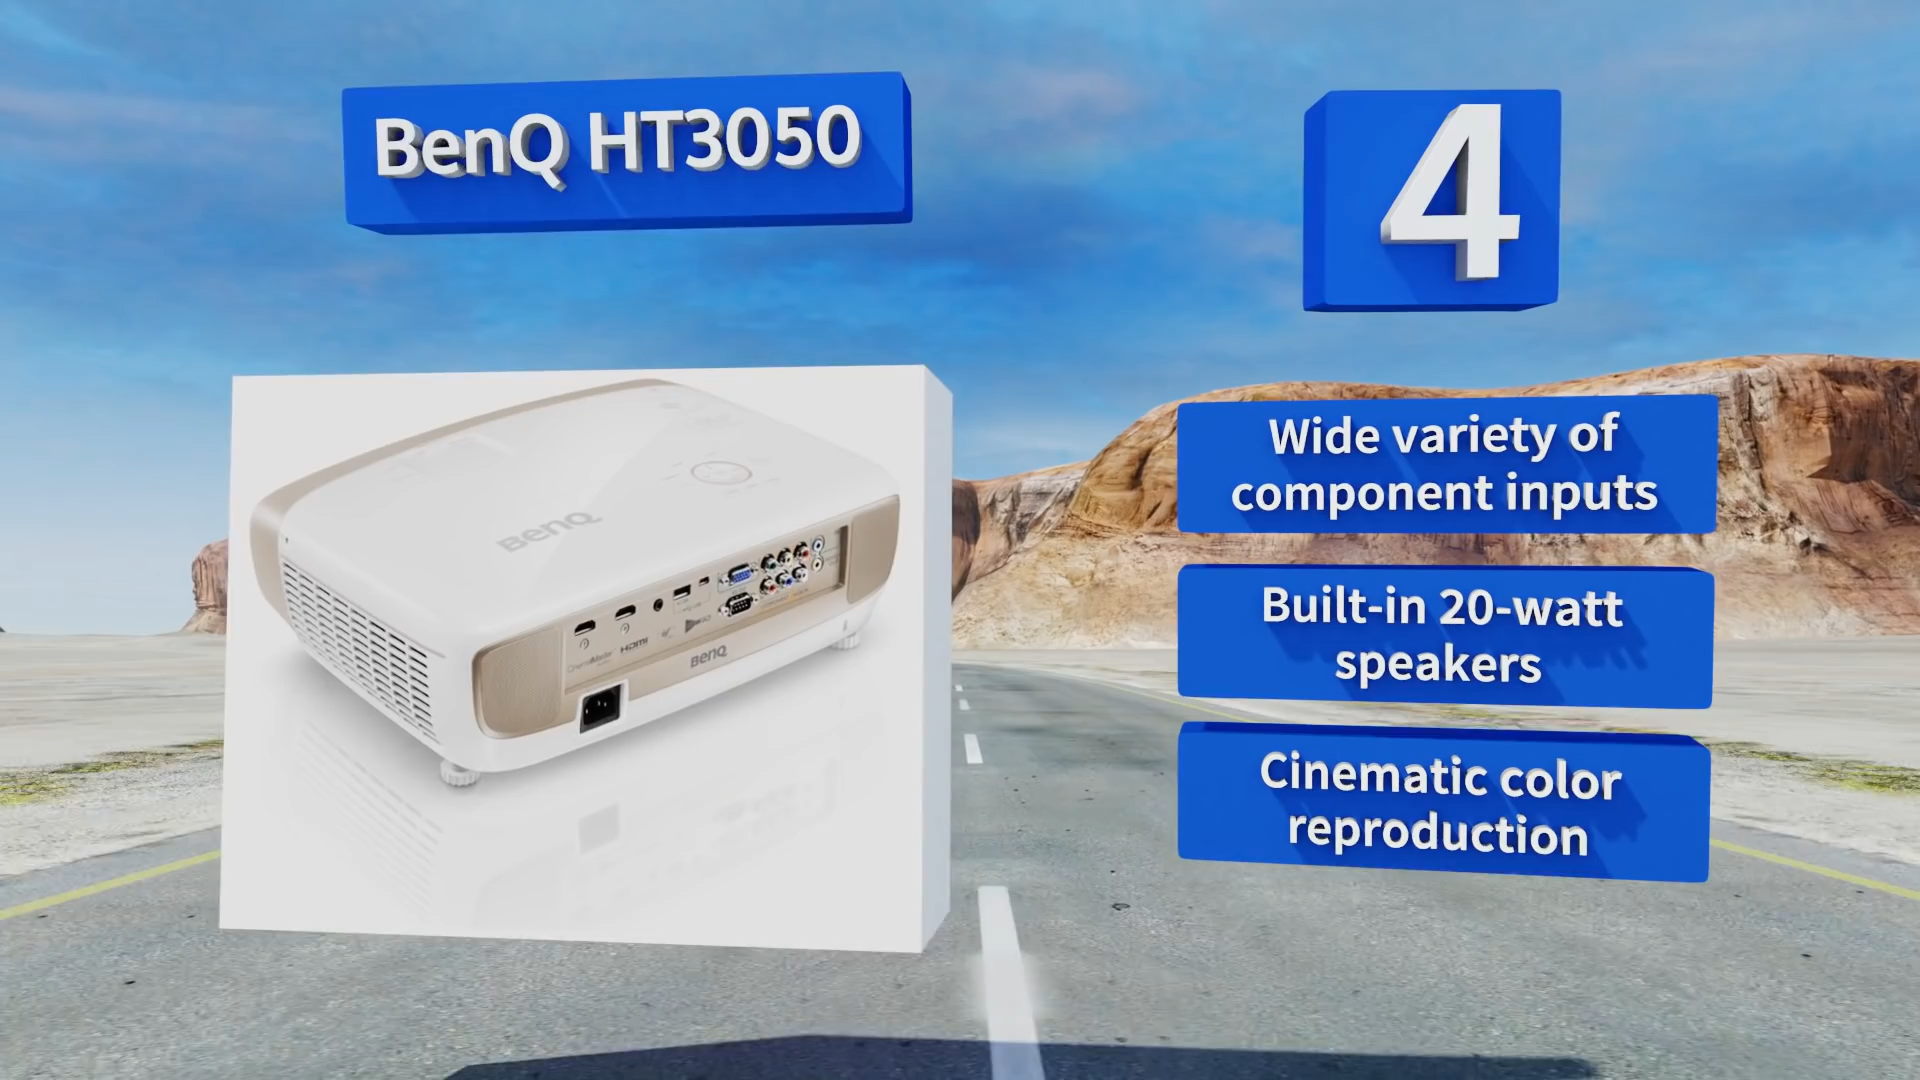 BenQ HT3050
4
Wide variety of
component inputs
Built-in 20-watt
speakers
Cinematic color
reproduction
BenQ
HDMI
BenQ